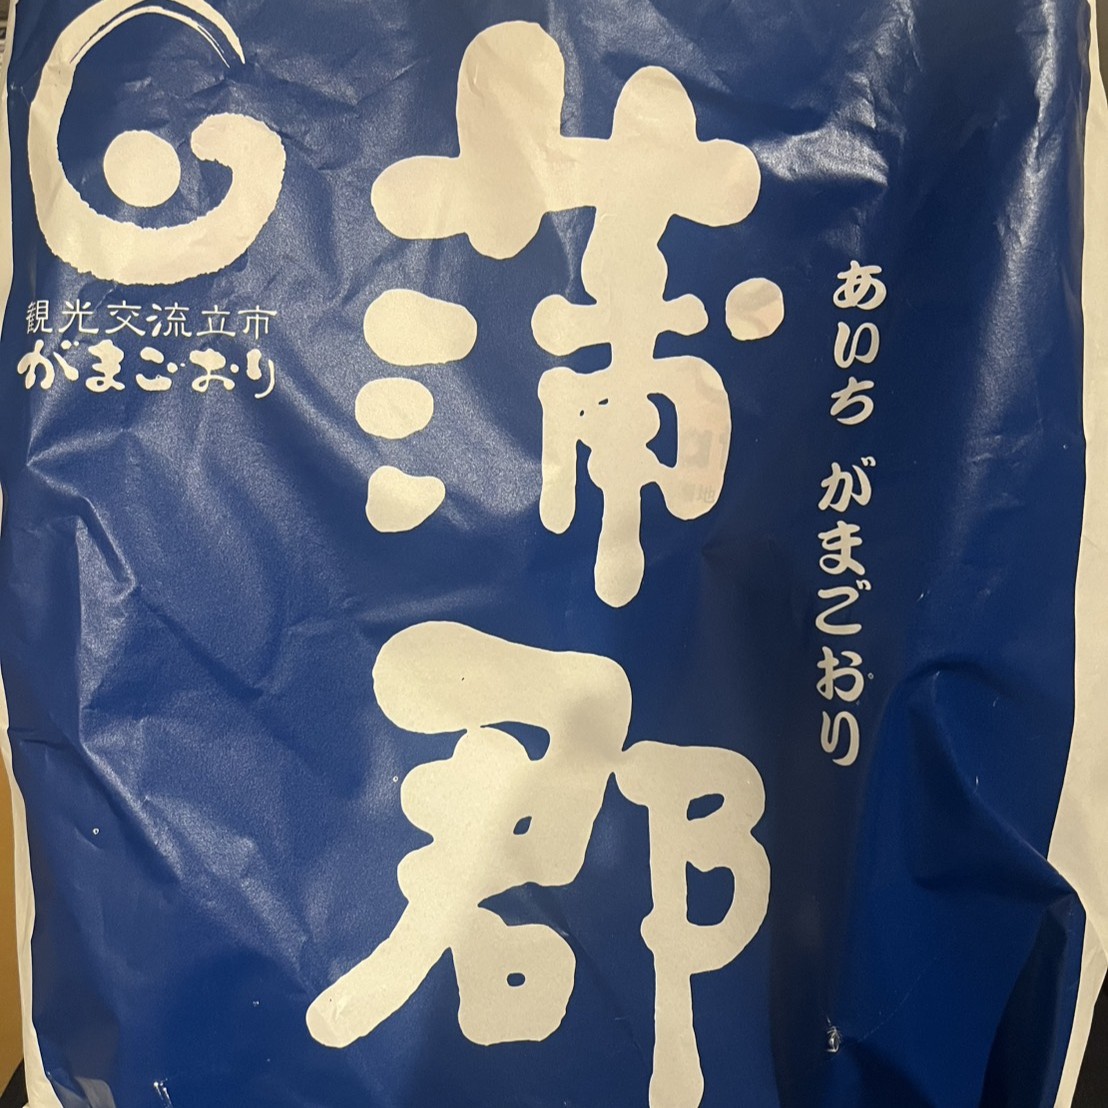 観光交流立市
がまごおり
蒲郡
あいち がまごおり